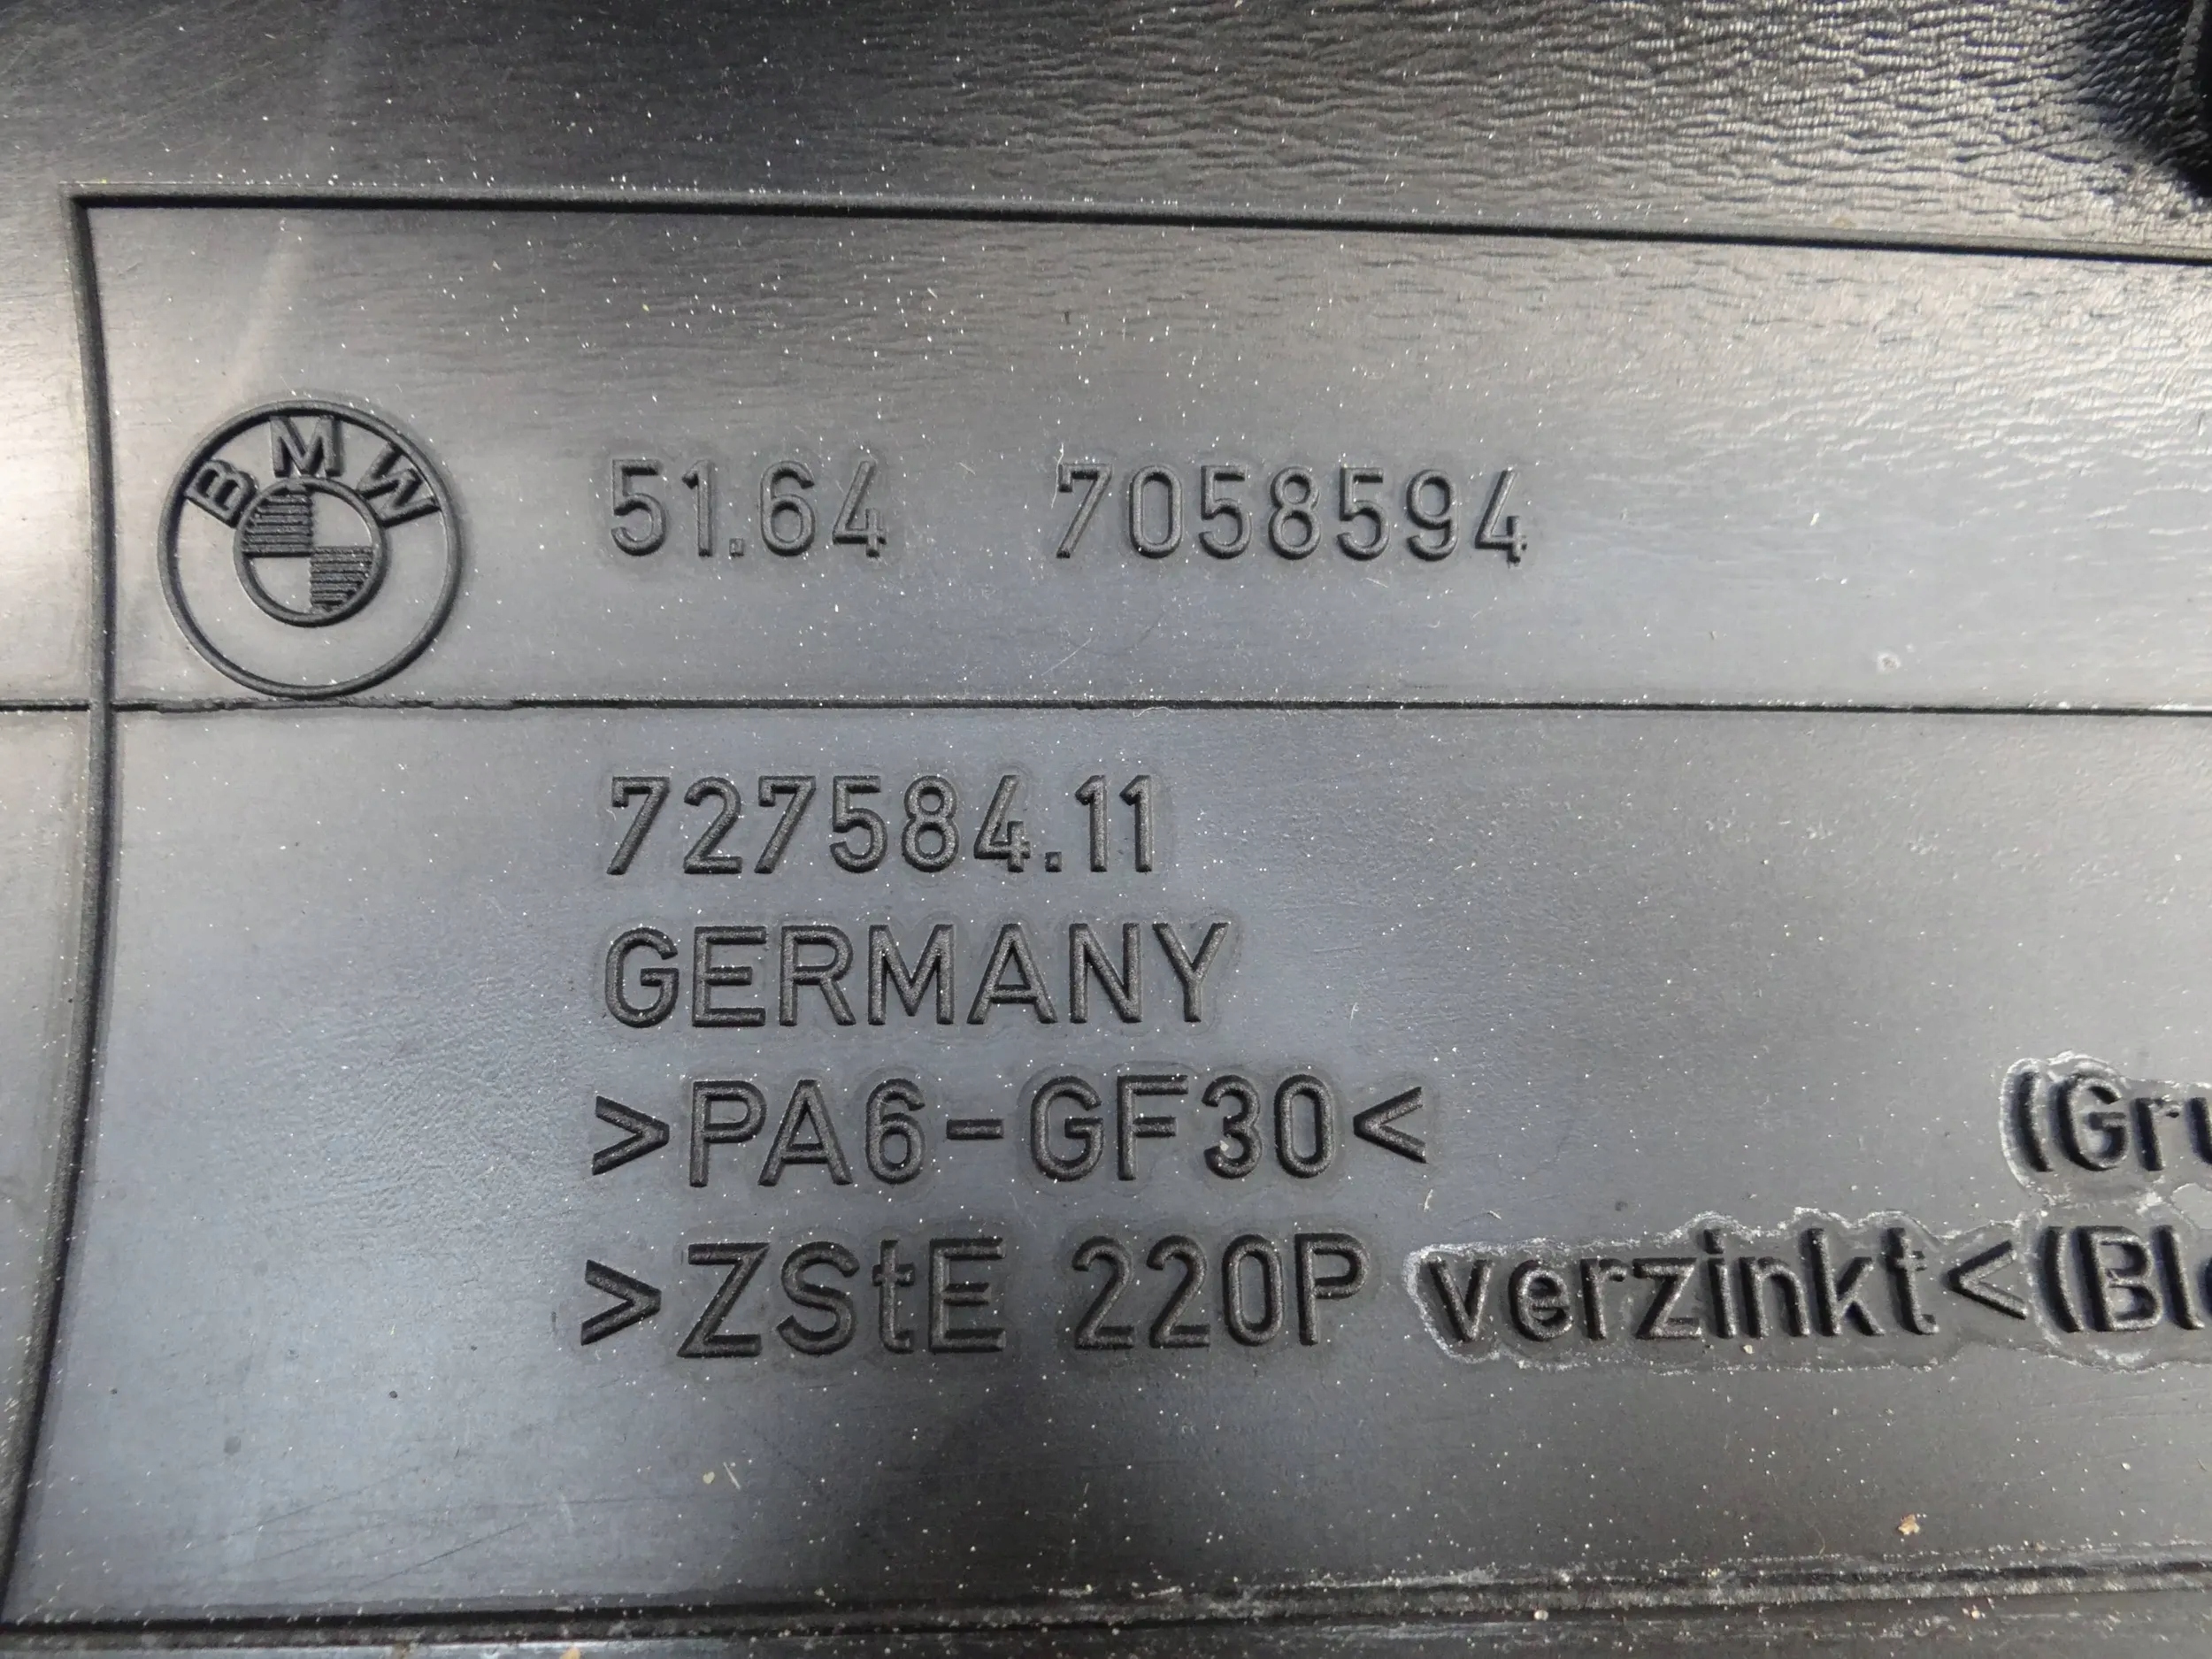 BMW
51.64 7058594
727584.11
GERMANY
>PA6-GF30<
>ZStE 220P verzinkt<